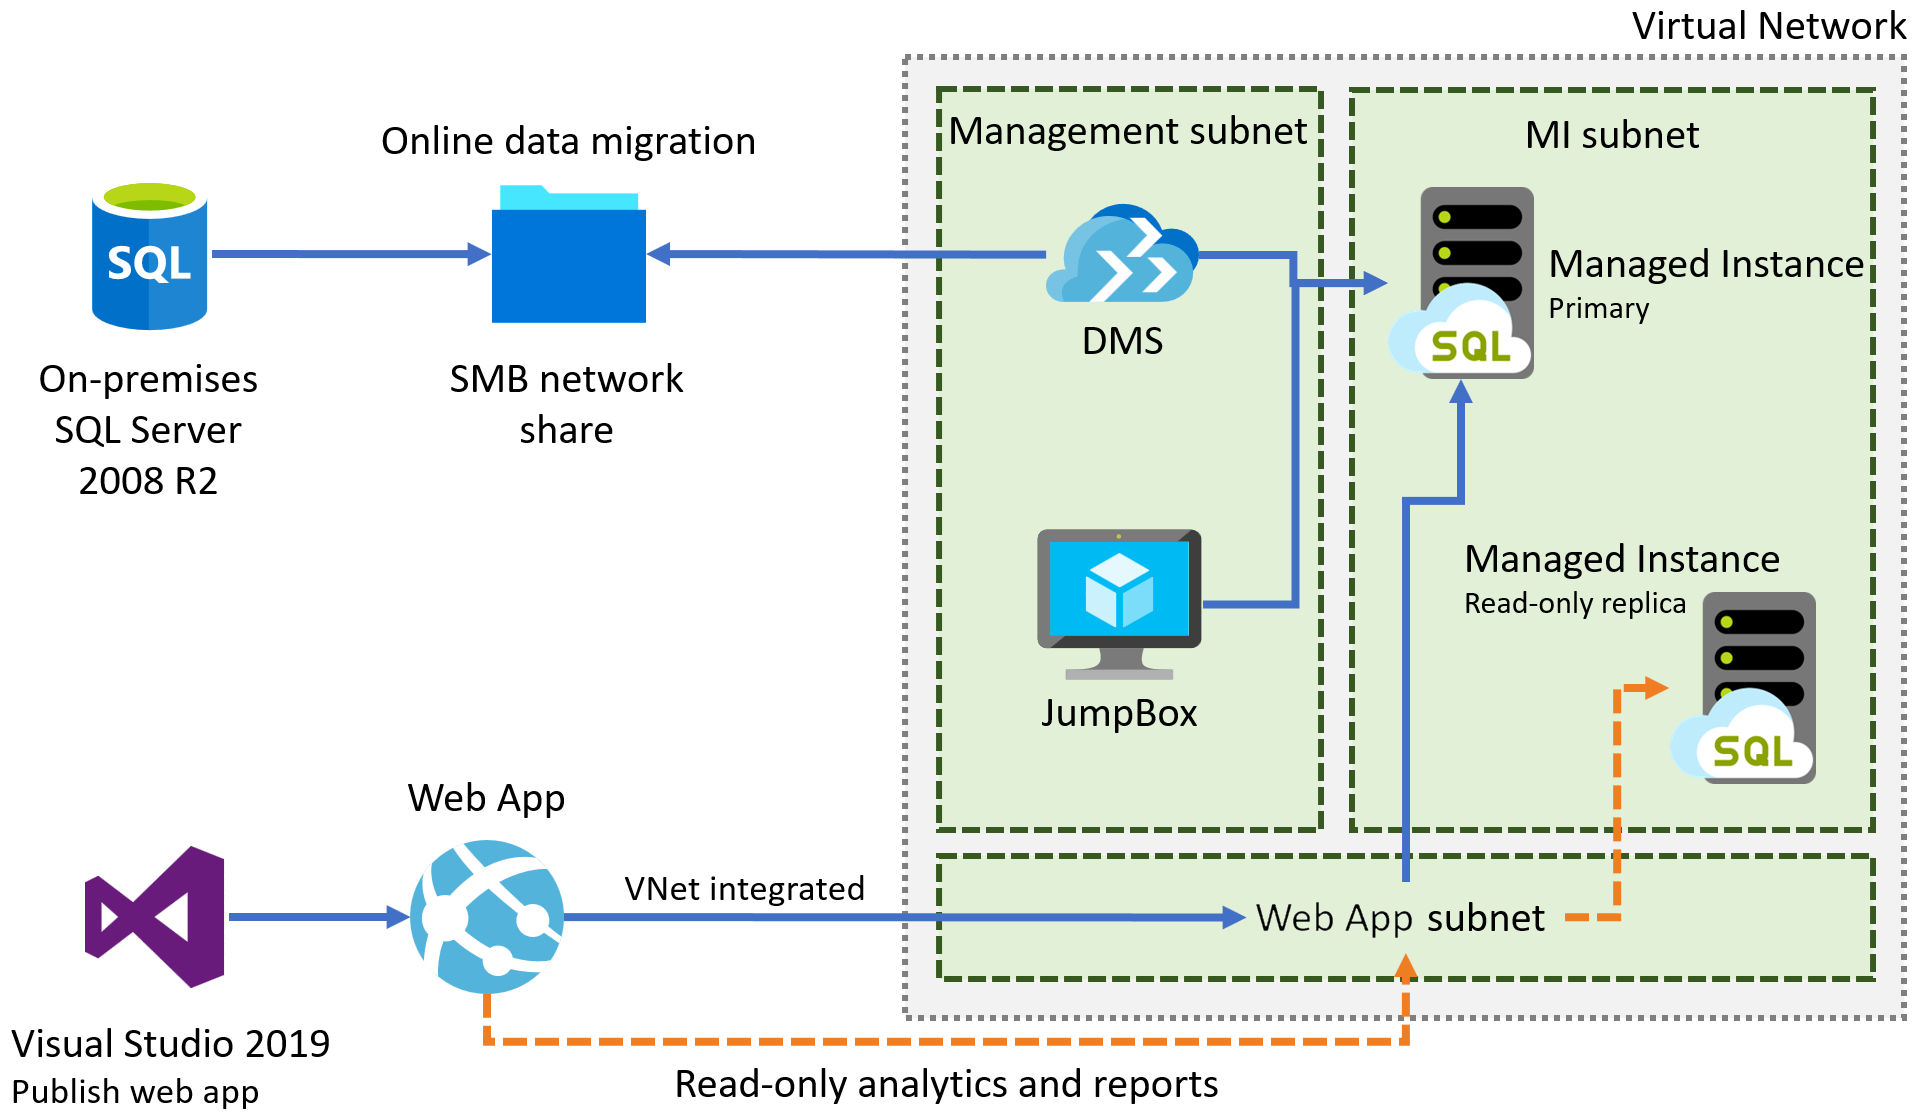 Virtual Network
Management subnet
MI subnet
Online data migration
SQL
On-premises
SQL Server
2008 R2
SMB network
share
DMS
Managed Instance
Primary
SQL
JumpBox
Managed Instance
Read-only replica
SQL
Web App
VNet integrated
Web App subnet
Visual Studio 2019
Publish web app
Read-only analytics and reports